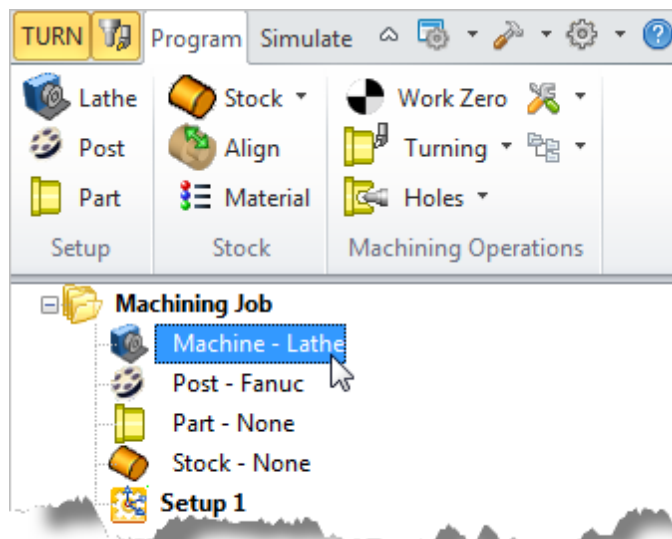 TURN Program Simulate
Lathe Stock Work Zero
Post Align Turning
Part Material Holes
Setup Stock Machining Operations
Machining Job
Machine - Lathe
Post - Fanuc
Part - None
Stock - None
Setup 1